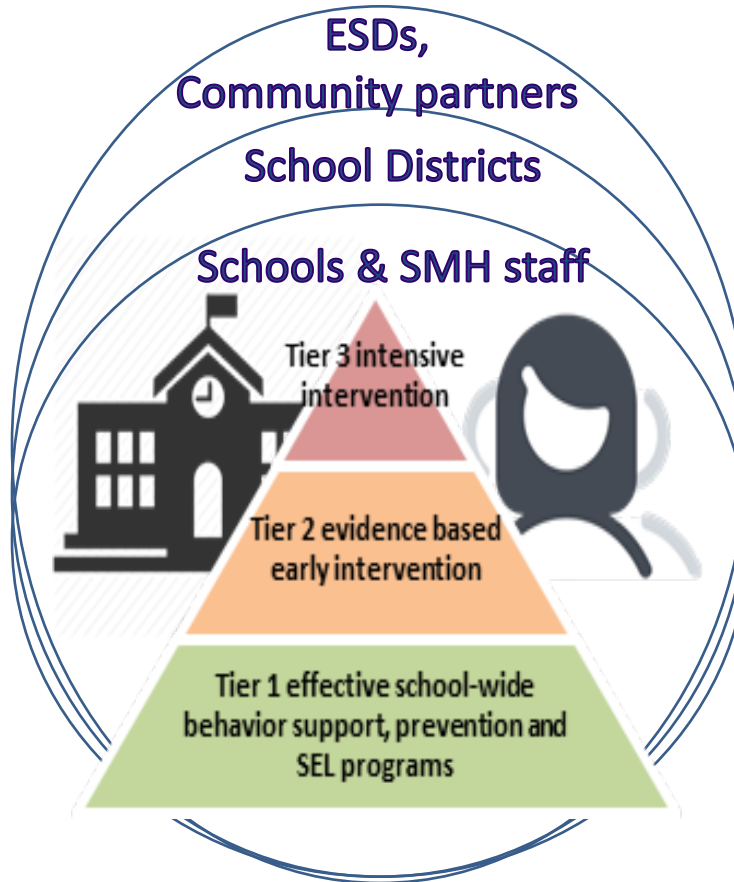 ESDs,
Community partners
School Districts
Schools & SMH staff
Tier 3 intensive
intervention
Tier 2 evidence based
early intervention
Tier 1 effective school-wide
behavior support, prevention and
SEL programs